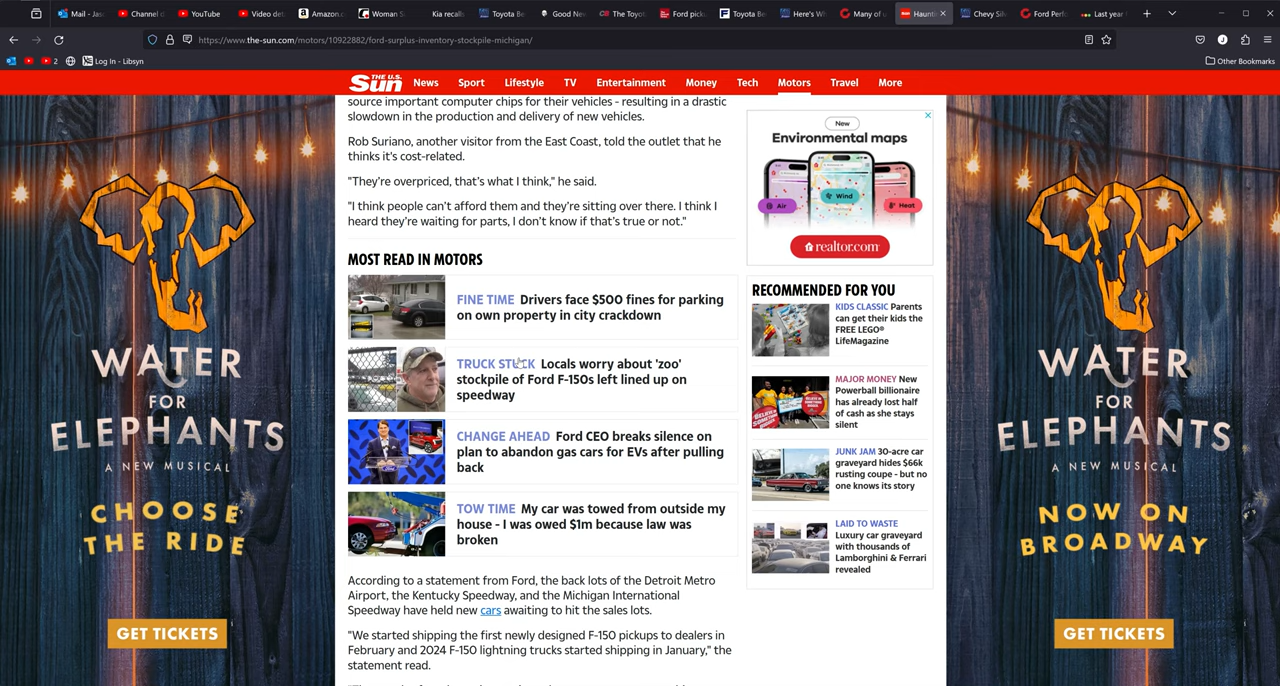 Mail - Jas
Channel d
YouTube
Video det
Amazon.c
Woman S
Kia recalls
Toyota Be
Good New
The Toyot
Ford pick
Toyota Be
Here's Wh
Many of u
Haunti
Chevy Silv
Ford Perfo
Last year
https://www.the-sun.com/motors/10922882/ford-surplus-inventory-stockpile-michigan/
2
Log In - Libsyn
Other Bookmarks
THE U.S. Sun
News
Sport
Lifestyle
TV
Entertainment
Money
Tech
Motors
Travel
More
source important computer chips for their vehicles - resulting in a drastic
slowdown in the production and delivery of new vehicles.
Rob Suriano, another visitor from the East Coast, told the outlet that he
thinks it's cost-related.
"They're overpriced, that's what I think," he said.
"I think people can't afford them and they're sitting over there. I think I
heard they're waiting for parts, I don't know if that's true or not."
MOST READ IN MOTORS
FINE TIME Drivers face $500 fines for parking
on own property in city crackdown
TRUCK STUCK Locals worry about 'zoo'
stockpile of Ford F-150s left lined up on
speedway
CHANGE AHEAD Ford CEO breaks silence on
plan to abandon gas cars for EVs after pulling
back
TOW TIME My car was towed from outside my
house - I was owed $1m because law was
broken
According to a statement from Ford, the back lots of the Detroit Metro
Airport, the Kentucky Speedway, and the Michigan International
Speedway have held new cars awaiting to hit the sales lots.
"We started shipping the first newly designed F-150 pickups to dealers in
February and 2024 F-150 lightning trucks started shipping in January," the
statement read.
New
Environmental maps
Air
Wind
Heat
realtor.com
RECOMMENDED FOR YOU
KIDS CLASSIC Parents
can get their kids the
FREE LEGO®
LifeMagazine
MAJOR MONEY New
Powerball billionaire
has already lost half
of cash as she stays
silent
JUNK JAM 30-acre car
graveyard hides $66k
rusting coupe - but no
one knows its story
LAID TO WASTE
Luxury car graveyard
with thousands of
Lamborghini & Ferrari
revealed
WATER
FOR
ELEPHANTS
A NEW MUSICAL
CHOOSE
THE RIDE
GET TICKETS
WATER
FOR
ELEPHANTS
A NEW MUSICAL
NOW ON
BROADWAY
GET TICKETS